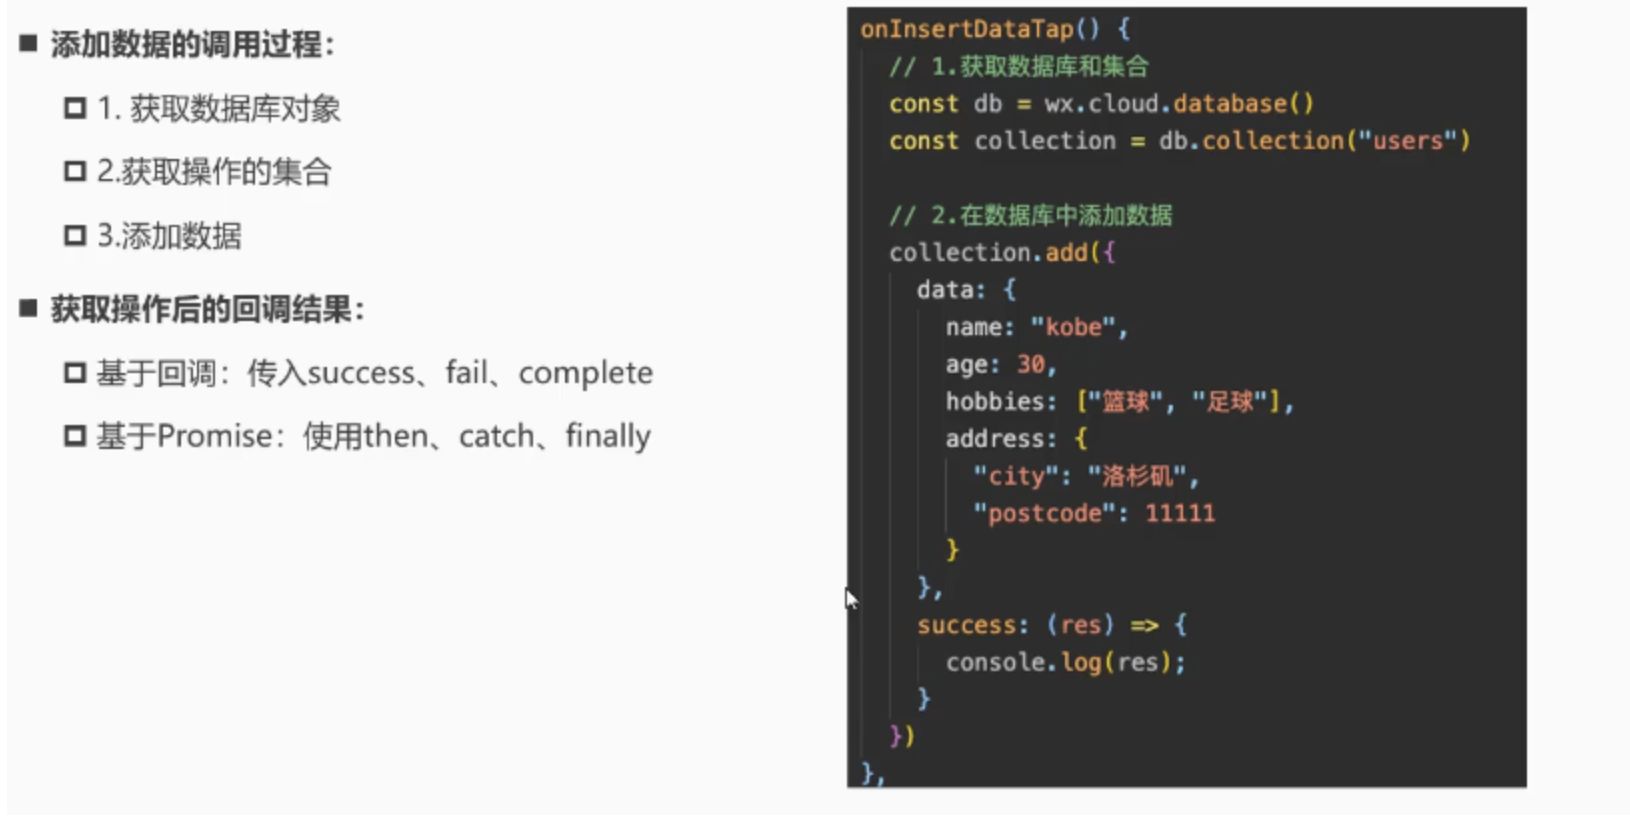 ■ 添加数据的调用过程：
1. 获取数据库对象
2.获取操作的集合
3.添加数据
■ 获取操作后的回调结果：
基于回调：传入success、fail、complete
基于Promise：使用then、catch、finally
onInsertDataTap() {
// 1.获取数据库和集合
const db = wx.cloud.database()
const collection = db.collection("users")
// 2.在数据库中添加数据
collection.add({
data: {
name: "kobe",
age: 30,
hobbies: ["篮球", "足球"],
address: {
"city": "洛杉矶",
"postcode": 11111
}
},
success: (res) => {
console.log(res);
}
})
},